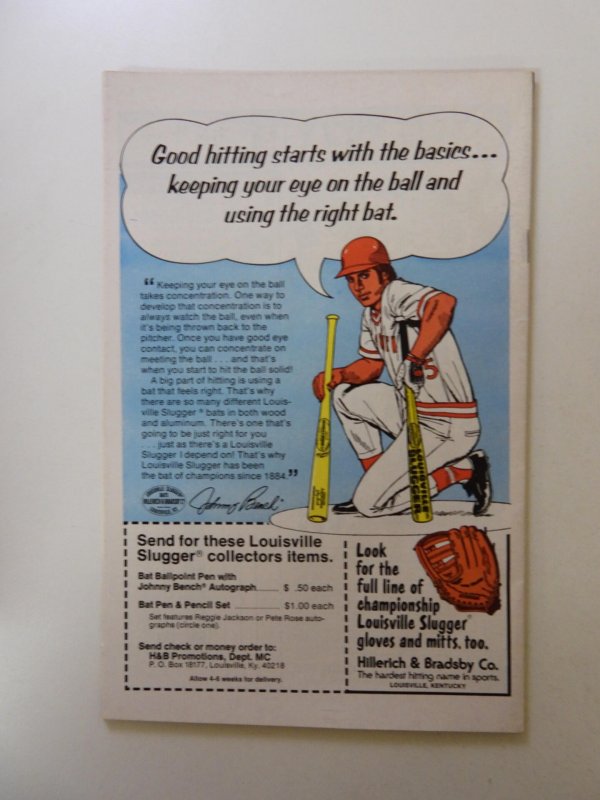 Good hitting starts with the basics...
keeping your eye on the ball and
using the right bat.
“ Keeping your eye on the ball
takes concentration. One way to
develop that concentration is to
always watch the ball, even when
it's being thrown back to the
pitcher. Once you have good eye
contact, you can concentrate on
meeting the ball . . . and that's
when you start to hit the ball solid!
A big part of hitting is using a
bat that feels right. That's why
there are so many different Louis-
ville Slugger ® bats in both wood
and aluminum. There's one that's
going to be just right for you
. . . just as there's a Louisville
Slugger I depend on! That's why
Louisville Slugger has been
the bat of champions since 1884.”
Johnny Bench
5
LOUISVILLE
SLUGGER
Send for these Louisville
Slugger® collectors items.
Bat Ballpoint Pen with
Johnny Bench® Autograph........ $ .50 each
Bat Pen & Pencil Set ............. $1.00 each
Set features Reggie Jackson or Pete Rose auto-
graphs (circle one).
Send check or money order to:
H&B Promotions, Dept. MC
P. O. Box 18177, Louisville, Ky. 40218
Allow 4-6 weeks for delivery.
Look
for the
full line of
championship
Louisville Slugger®
gloves and mitts, too.
Hillerich & Bradsby Co.
The hardest hitting name in sports.
LOUISVILLE, KENTUCKY